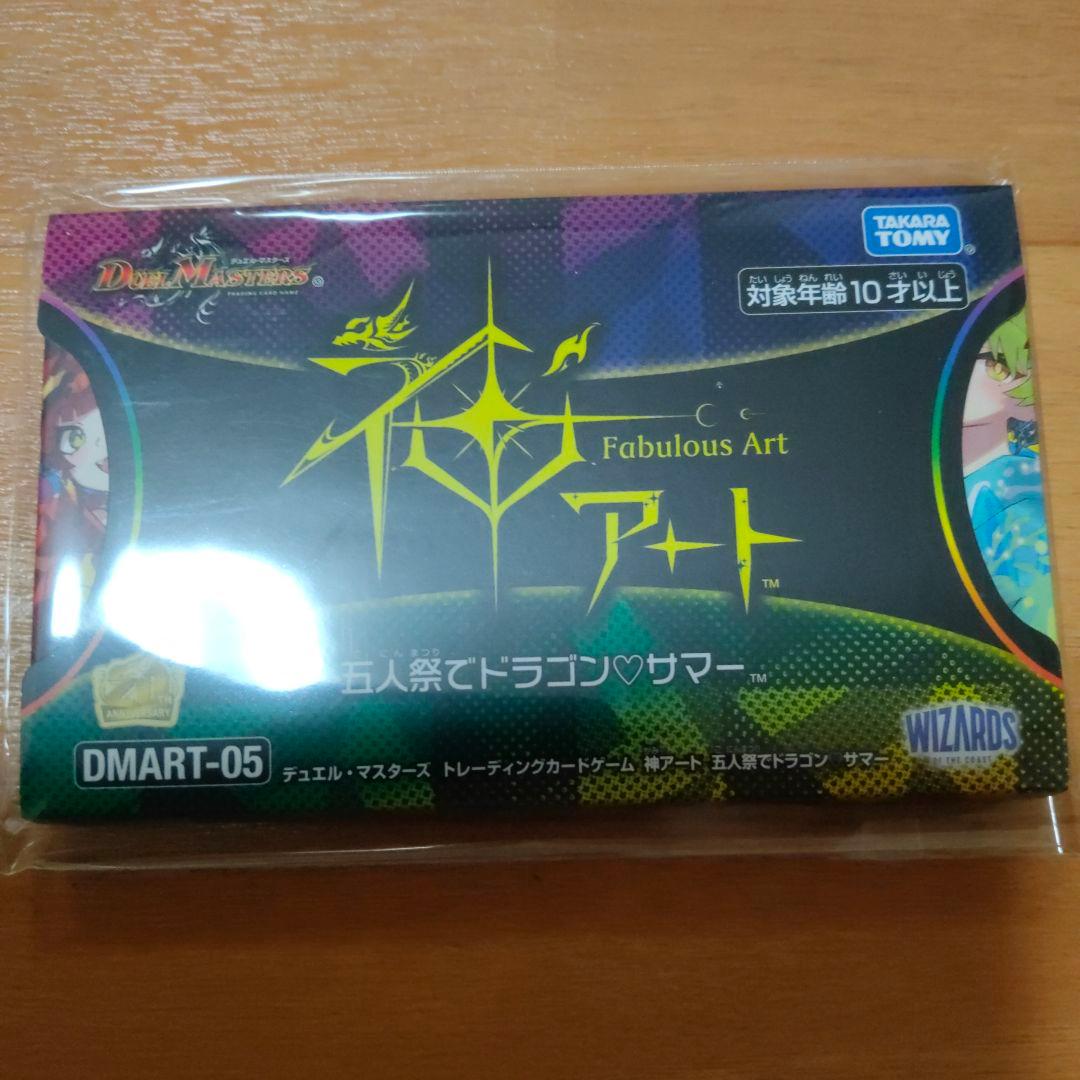 デュエル・マスターズ
DUEL MASTERS®
TRADING CARD GAME
TAKARA
TOMY®
たいしょうねんれい さいいじょう
対象年齢10才以上
神
Fabulous Art
アート™
にんまつり
五人祭でドラゴン♡サマー™
ANNIVERSARY
DMART-05
デュエル・マスターズ トレーディングカードゲーム 神アート 五人祭でドラゴン サマー
WIZARDS
OF THE COAST